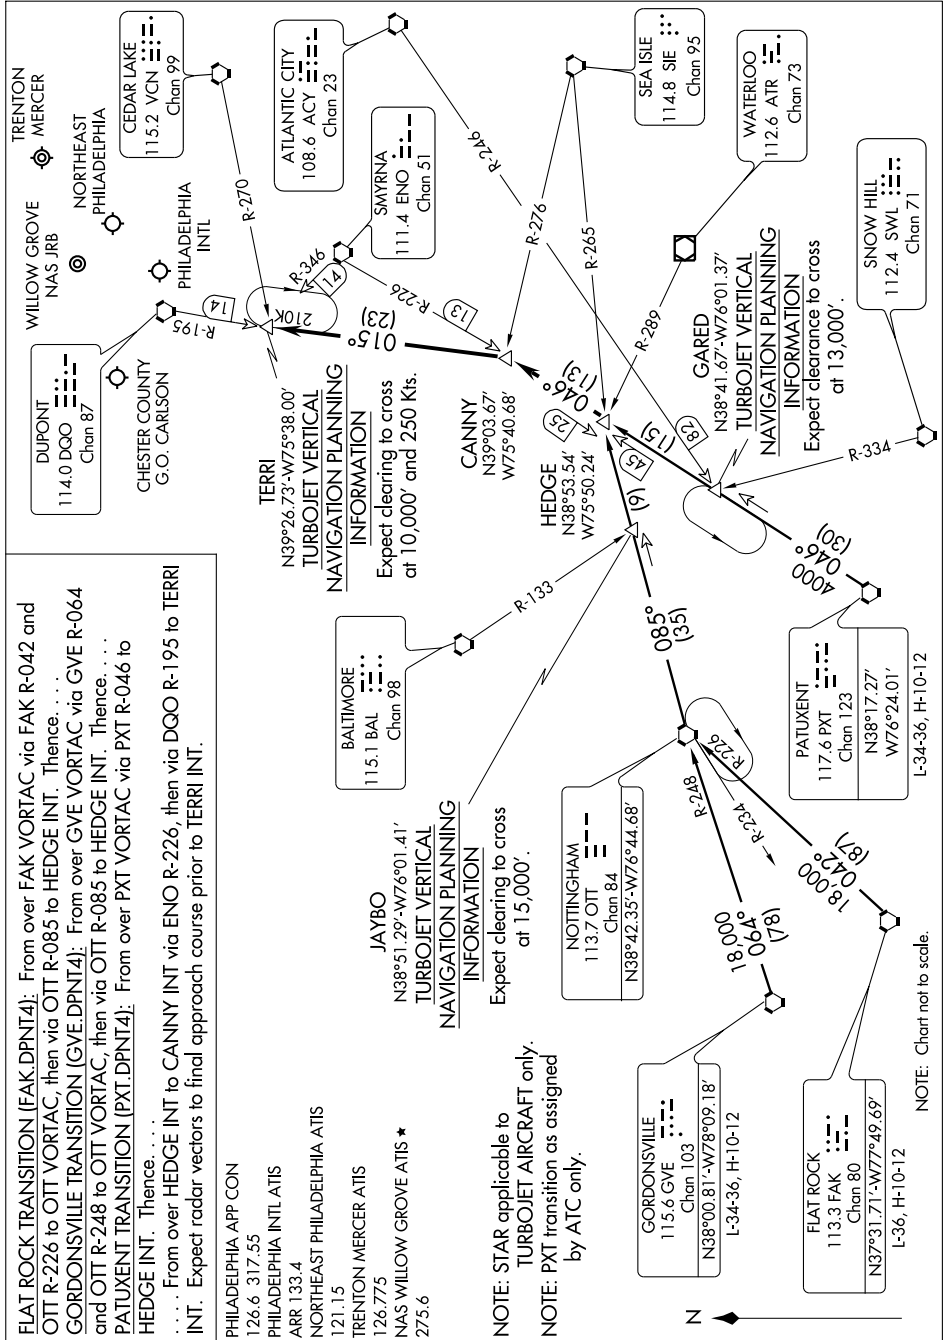 FLAT ROCK TRANSITION (FAK.DPNT4): From over FAK VORTAC via FAK R-042 and
OTT R-226 to OTT VORTAC, then via OTT R-085 to HEDGE INT. Thence. . . .
GORDONSVILLE TRANSITION (GVE.DPNT4): From over GVE VORTAC via GVE R-064
and OTT R-248 to OTT VORTAC, then via OTT R-085 to HEDGE INT. Thence. . . .
PATUXENT TRANSITION (PXT.DPNT4): From over PXT VORTAC via PXT R-046 to
HEDGE INT. Thence. . . .
. . . . From over HEDGE INT to CANNY INT via ENO R-226, then via DQO R-195 to TERRI
INT. Expect radar vectors to final approach course prior to TERRI INT.
PHILADELPHIA APP CON
126.6 317.55
PHILADELPHIA INTL ATIS
ARR 133.4
NORTHEAST PHILADELPHIA ATIS
121.15
TRENTON MERCER ATIS
126.775
NAS WILLOW GROVE ATIS ★
275.6
NOTE: STAR applicable to
TURBOJET AIRCRAFT only.
NOTE: PXT transition as assigned
by ATC only.
DUPONT
114.0 DQO
Chan 87
CHESTER COUNTY
G.O. CARLSON
WILLOW GROVE
NAS JRB
TRENTON
MERCER
NORTHEAST
PHILADELPHIA
PHILADELPHIA
INTL
CEDAR LAKE
115.2 VCN
Chan 99
ATLANTIC CITY
108.6 ACY
Chan 23
SMYRNA
111.4 ENO
Chan 51
SEA ISLE
114.8 SIE
Chan 95
WATERLOO
112.6 ATR
Chan 73
SNOW HILL
112.4 SWL
Chan 71
R-195
14
R-270
R-346
14
210K
R-226
13
015°
(23)
R-246
R-276
R-265
R-289
R-334
TERRI
N39°26.73'-W75°38.00'
TURBOJET VERTICAL
NAVIGATION PLANNING
INFORMATION
Expect clearing to cross
at 10,000' and 250 Kts.
CANNY
N39°03.67'
W75°40.68'
046°
(13)
25
HEDGE
N38°53.54'
W75°50.24'
(9)
45
(15)
82
GARED
N38°41.67'-W76°01.37'
TURBOJET VERTICAL
NAVIGATION PLANNING
INFORMATION
Expect clearance to cross
at 13,000'.
BALTIMORE
115.1 BAL
Chan 98
R-133
JAYBO
N38°51.29'-W76°01.41'
TURBOJET VERTICAL
NAVIGATION PLANNING
INFORMATION
Expect clearing to cross
at 15,000'.
085°
(35)
4000
046°
(30)
PATUXENT
117.6 PXT
Chan 123
N38°17.27'
W76°24.01'
L-34-36, H-10-12
NOTTINGHAM
113.7 OTT
Chan 84
N38°42.35'-W76°44.68'
R-226
R-248
R-234
18,000
064°
(78)
18,000
042°
(87)
GORDONSVILLE
115.6 GVE
Chan 103
N38°00.81'-W78°09.18'
L-34-36, H-10-12
FLAT ROCK
113.3 FAK
Chan 80
N37°31.71'-W77°49.69'
L-36, H-10-12
N
NOTE: Chart not to scale.